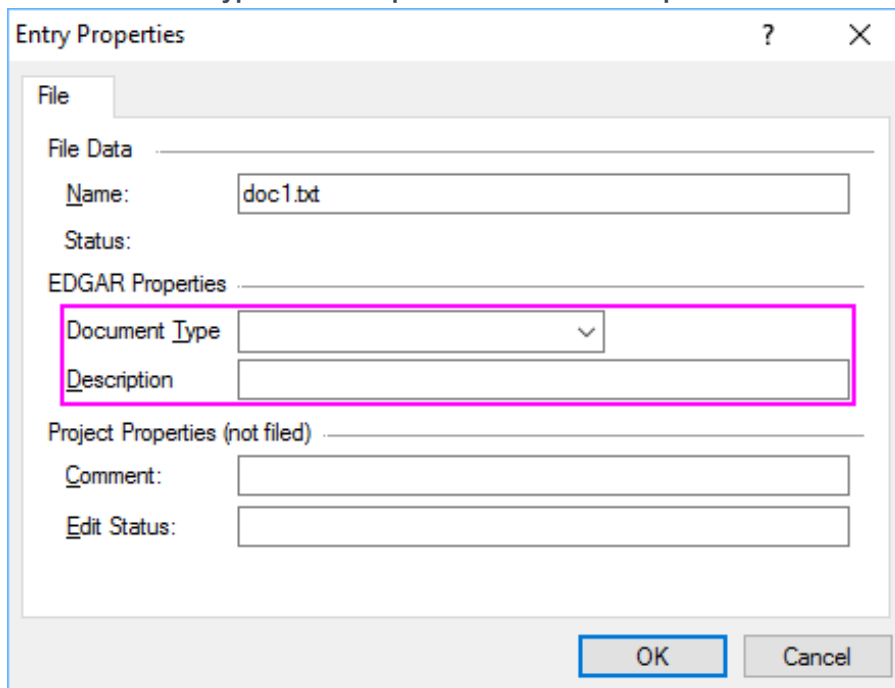 Entry Properties ?
File
File Data
Name: doc1.txt
Status:
EDGAR Properties
Document Type
Description
Project Properties (not filed)
Comment:
Edit Status:
OK Cancel